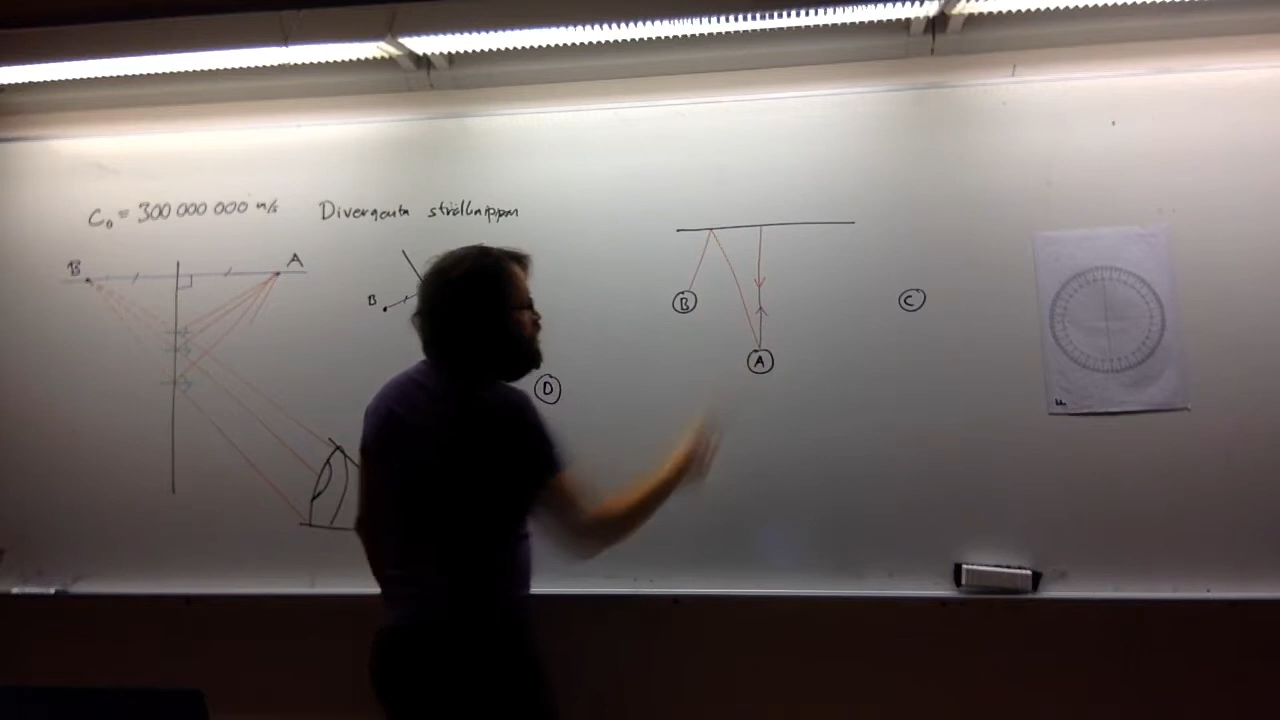 C₀ = 300 000 000 m/s Divergenta strålknippen
B A
B
B A C
D
F